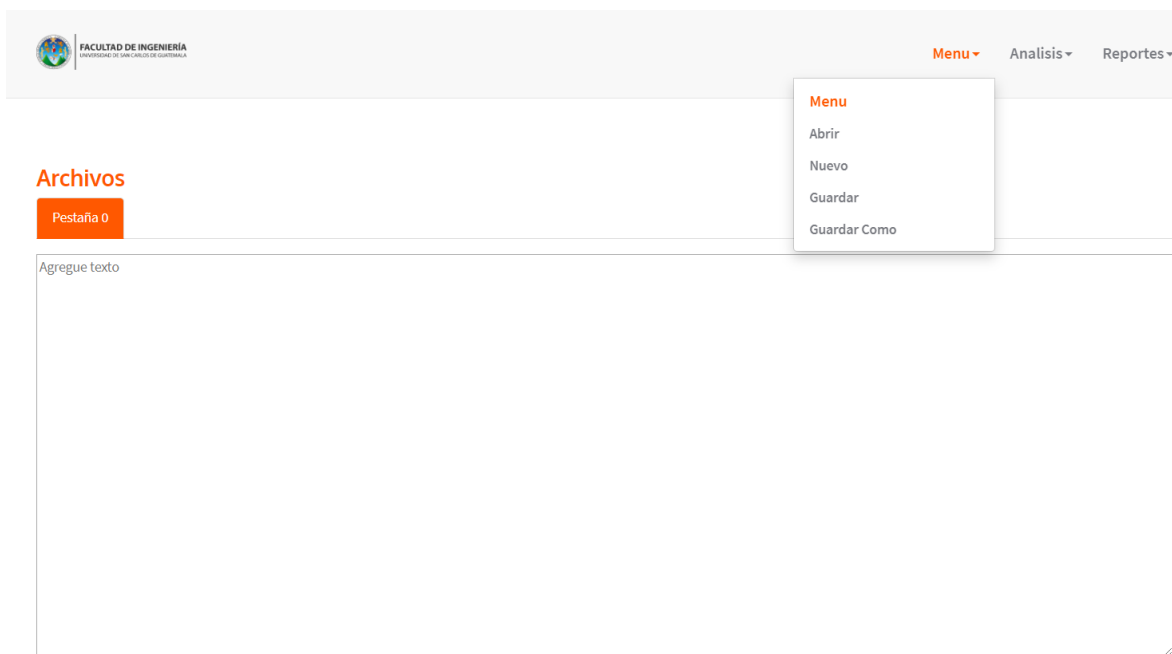 FACULTAD DE INGENIERÍA
UNIVERSIDAD DE SAN CARLOS DE GUATEMALA
Menu Analisis Reportes
Menu
Abrir
Nuevo
Guardar
Guardar Como
Archivos
Pestaña 0
Agregue texto